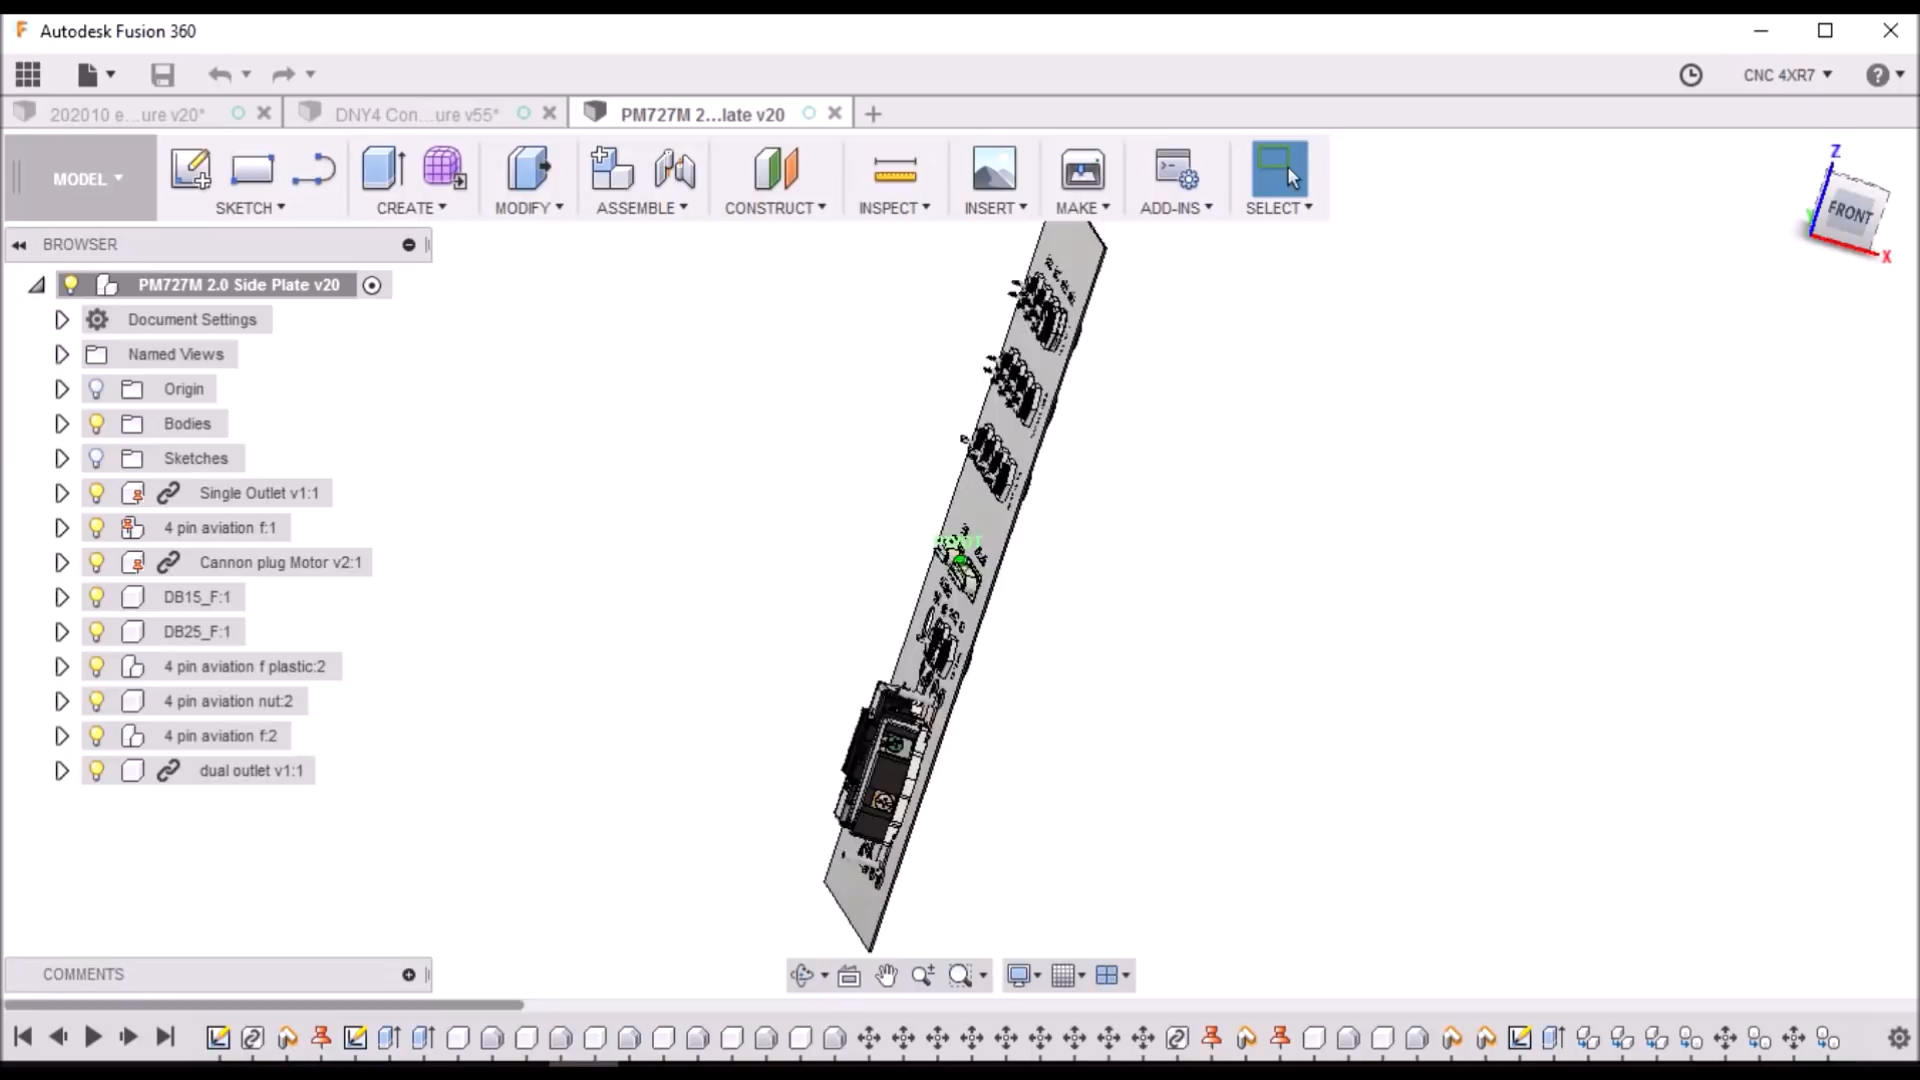 Autodesk Fusion 360
CNC 4XR7
202010 e...ure v20*
DNY4 Con...ure v55*
PM727M 2...late v20
MODEL
SKETCH
CREATE
MODIFY
ASSEMBLE
CONSTRUCT
INSPECT
INSERT
MAKE
ADD-INS
SELECT
Z
FRONT
X
BROWSER
PM727M 2.0 Side Plate v20
Document Settings
Named Views
Origin
Bodies
Sketches
Single Outlet v1:1
4 pin aviation f:1
Cannon plug Motor v2:1
DB15_F:1
DB25_F:1
4 pin aviation f plastic:2
4 pin aviation nut:2
4 pin aviation f:2
dual outlet v1:1
COMMENTS